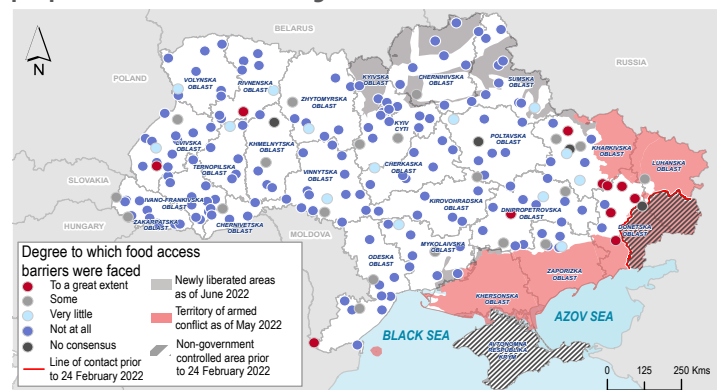 BELARUS
RUSSIA
POLAND
SLOVAKIA
HUNGARY
MOLDOVA
N
VOLYNSKA
OBLAST
RIVNENSKA
OBLAST
ZHYTOMYRSKA
OBLAST
KYIVSKA
OBLAST
CHERNIHIVSKA
OBLAST
SUMSKA
OBLAST
KYIV
CYTI
LVIVSKA
OBLAST
TERNOPILSKA
OBLAST
KHMELNYTSKA
OBLAST
VINNYTSKA
OBLAST
CHERKASKA
OBLAST
POLTAVSKA
OBLAST
KHARKIVSKA
OBLAST
LUHANSKA
OBLAST
IVANO-FRANKIVSKA
OBLAST
ZAKARPATSKA
OBLAST
CHERNIVETSKA
OBLAST
KIROVOHRADSKA
OBLAST
DNIPROPETROVSKA
OBLAST
DONETSKA
OBLAST
ODESKA
OBLAST
MYKOLAIVSKA
OBLAST
ZAPORIZKA
OBLAST
KHERSONSKA
OBLAST
AVTONOMNA
RESPUBLIKA
KRYM
BLACK SEA
AZOV SEA
Degree to which food access
barriers were faced
To a great extent
Some
Very little
Not at all
No consensus
Line of contact prior
to 24 February 2022
Newly liberated areas
as of June 2022
Territory of armed
conflict as of May 2022
Non-government
controlled area prior
to 24 February 2022
0 125 250 Kms